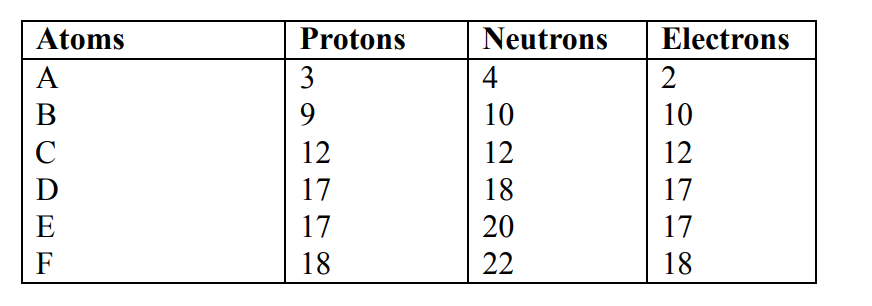 Atoms Protons Neutrons Electrons
A 3 4 2
B 9 10 10
C 12 12 12
D 17 18 17
E 17 20 17
F 18 22 18